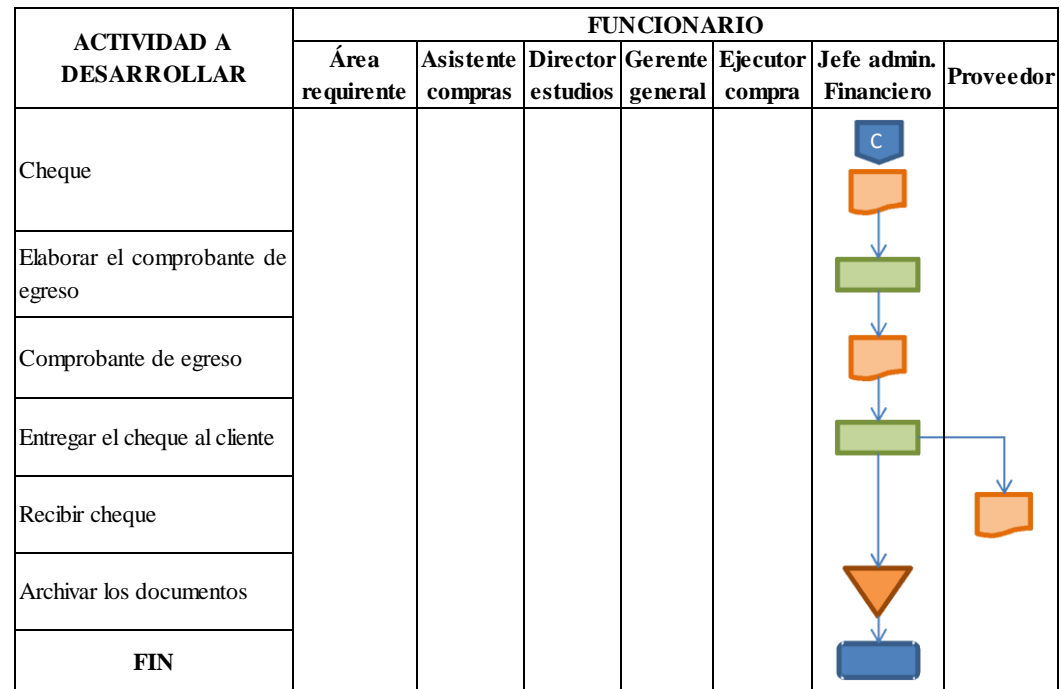 ACTIVIDAD A
DESARROLLAR
FUNCIONARIO
Área
requirente
Asistente
compras
Director
estudios
Gerente
general
Ejecutor
compra
Jefe admin.
Financiero
Proveedor
Cheque
C
Elaborar el comprobante de
egreso
Comprobante de egreso
Entregar el cheque al cliente
Recibir cheque
Archivar los documentos
FIN